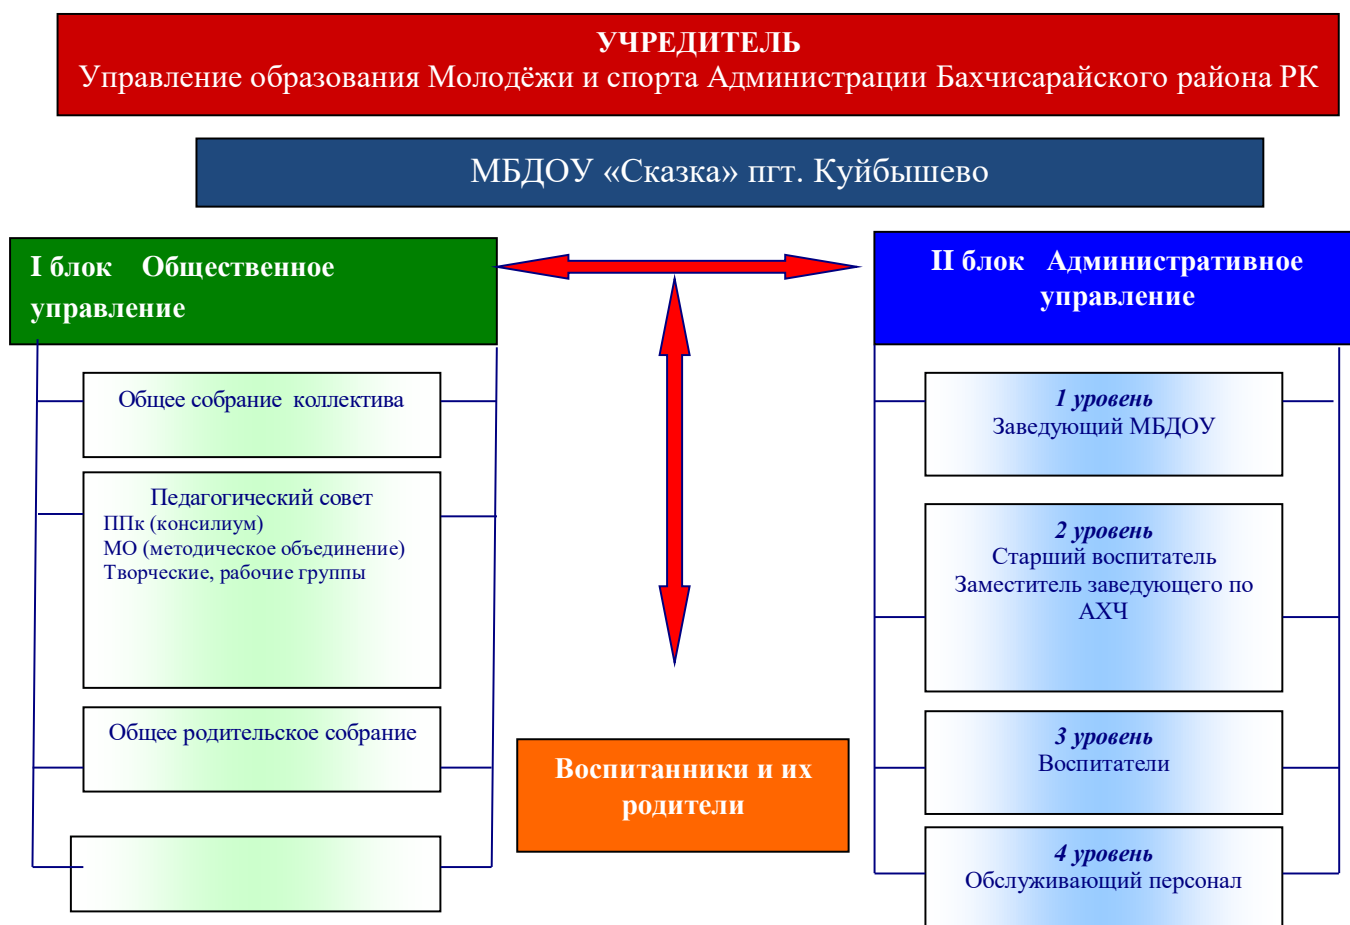 УЧРЕДИТЕЛЬ
Управление образования Молодёжи и спорта Администрации Бахчисарайского района РК
МБДОУ «Сказка» пгт. Куйбышево
I блок Общественное
управление
Общее собрание коллектива
Педагогический совет
ППк (консилиум)
МО (методическое объединение)
Творческие, рабочие группы
Общее родительское собрание
Воспитанники и их
родители
II блок Административное
управление
1 уровень
Заведующий МБДОУ
2 уровень
Старший воспитатель
Заместитель заведующего по
АХЧ
3 уровень
Воспитатели
4 уровень
Обслуживающий персонал